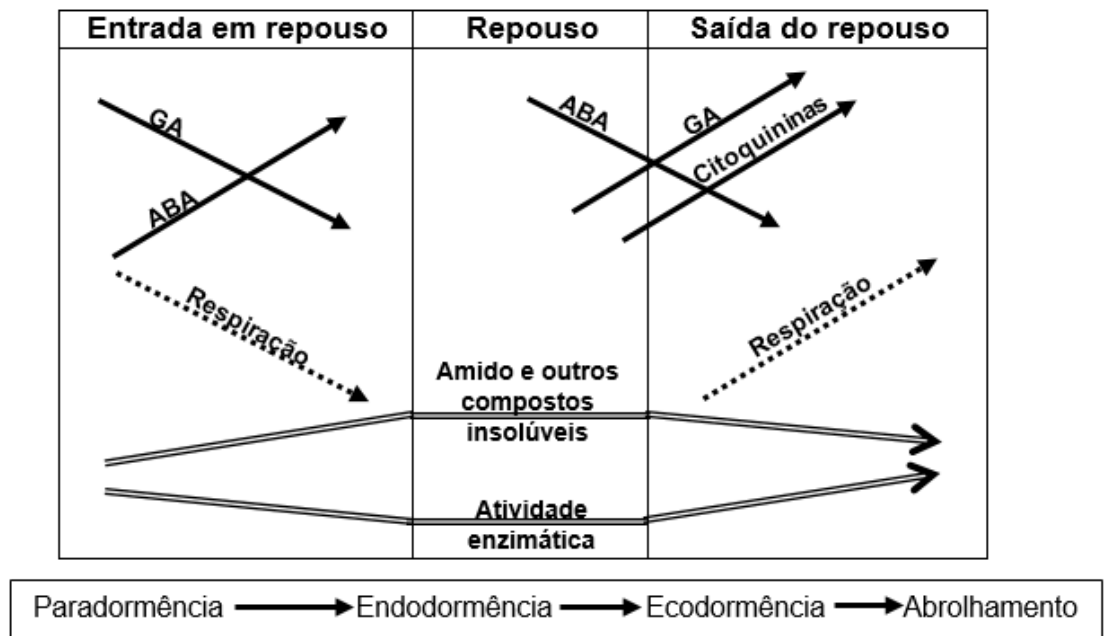 Entrada em repouso
Repouso
Saída do repouso
GA
ABA
Respiração
ABA
GA
Citoquininas
Respiração
Amido e outros
compostos
insolúveis
Atividade
enzimática
Paradormência Endodormência Ecodormência Abrolhamento